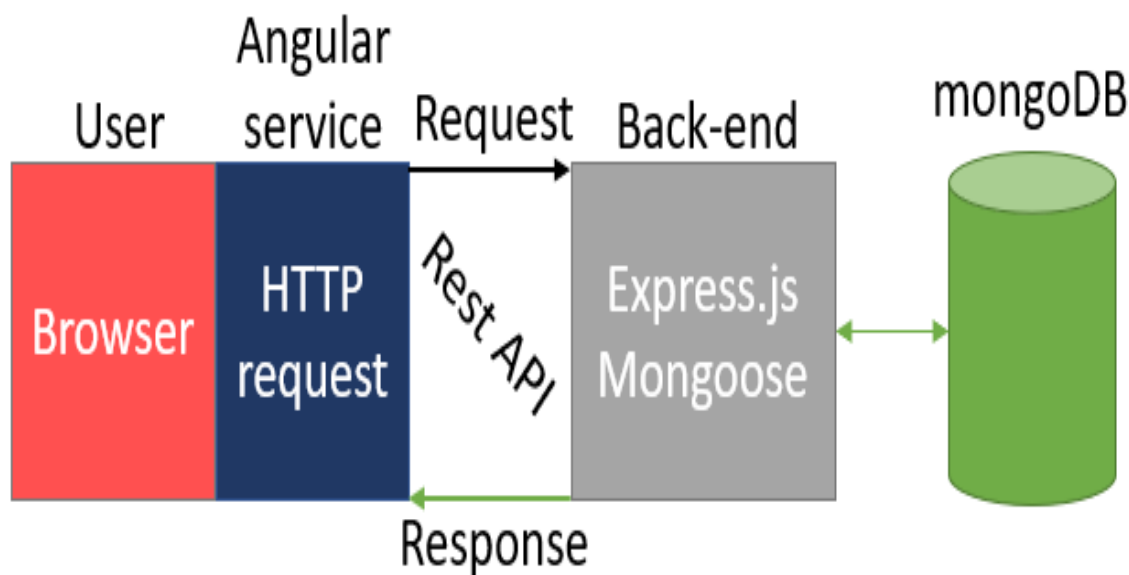 User
Angular
service
Request
Back-end
mongoDB
Browser
HTTP
request
Rest API
Express.js
Mongoose
Response